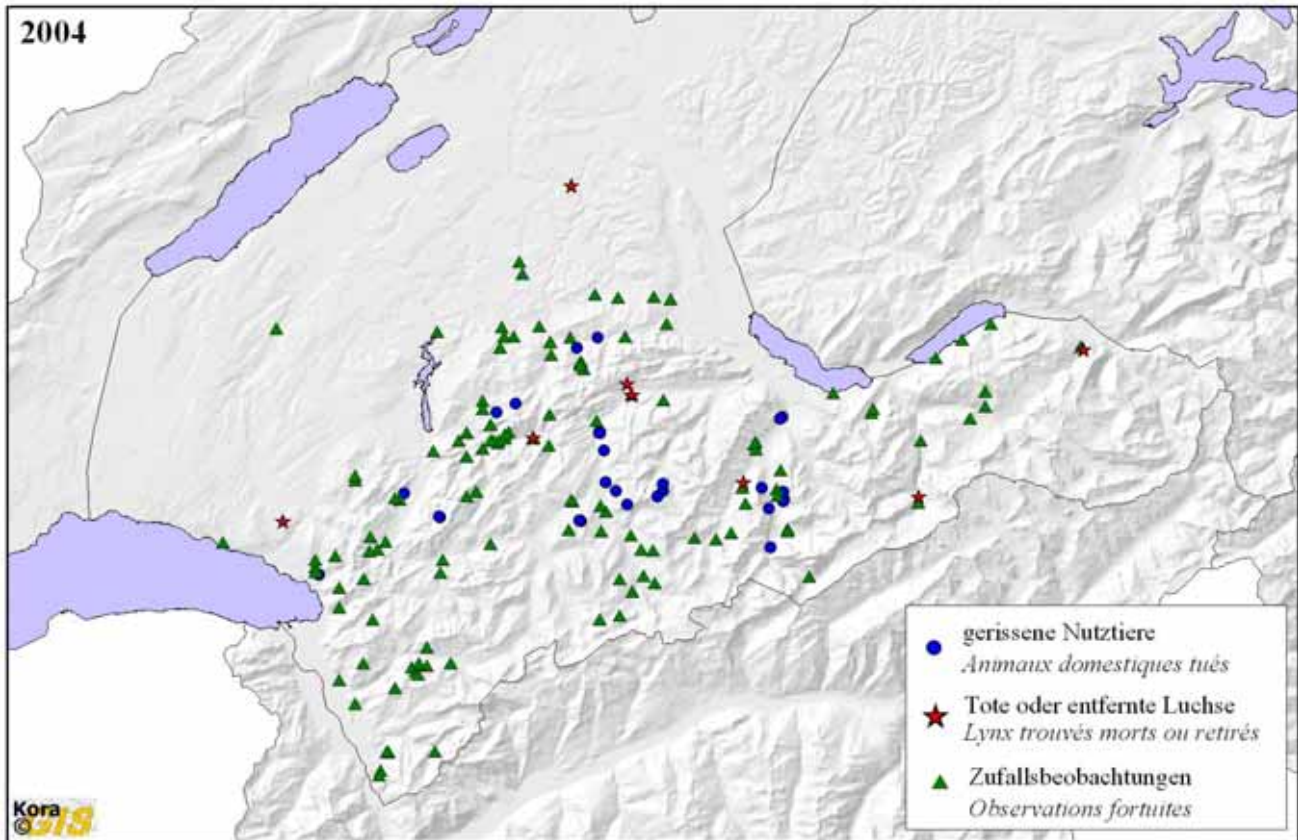 2004
gerissene Nutztiere
Animaux domestiques tués
Tote oder entfernte Luchse
Lynx trouvés morts ou retirés
Zufallsbeobachtungen
Observations fortuites
Kora
© GIS